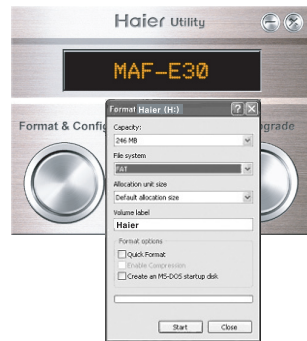 Haier Utility
MAF-E30
Format & Config
pgrade
Format Haier (H:)
Capacity:
246 MB
File system
FAT
Allocation unit size
Default allocation size
Volume label
Haier
Format options
Quick Format
Enable Compression
Create an MS-DOS startup disk
Start
Close